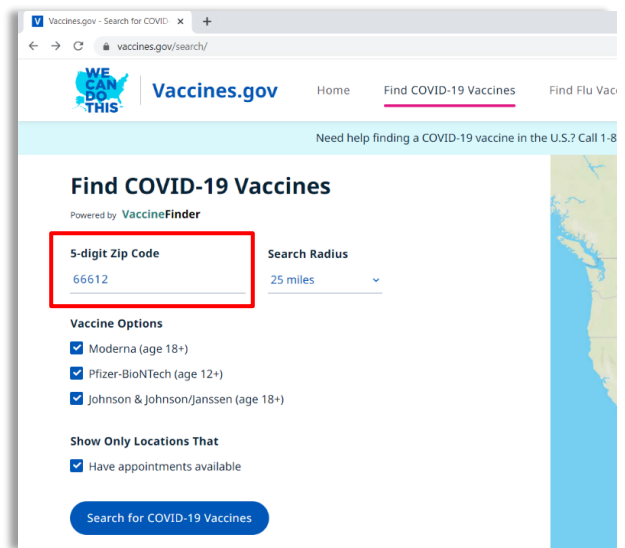 Vaccines.gov - Search for COVID
vaccines.gov/search/
WE CAN DO THIS
Vaccines.gov Home Find COVID-19 Vaccines Find Flu Vac
Need help finding a COVID-19 vaccine in the U.S.? Call 1-8
Find COVID-19 Vaccines
Powered by VaccineFinder
5-digit Zip Code Search Radius
66612 25 miles
Vaccine Options
Moderna (age 18+)
Pfizer-BioNTech (age 12+)
Johnson & Johnson/Janssen (age 18+)
Show Only Locations That
Have appointments available
Search for COVID-19 Vaccines